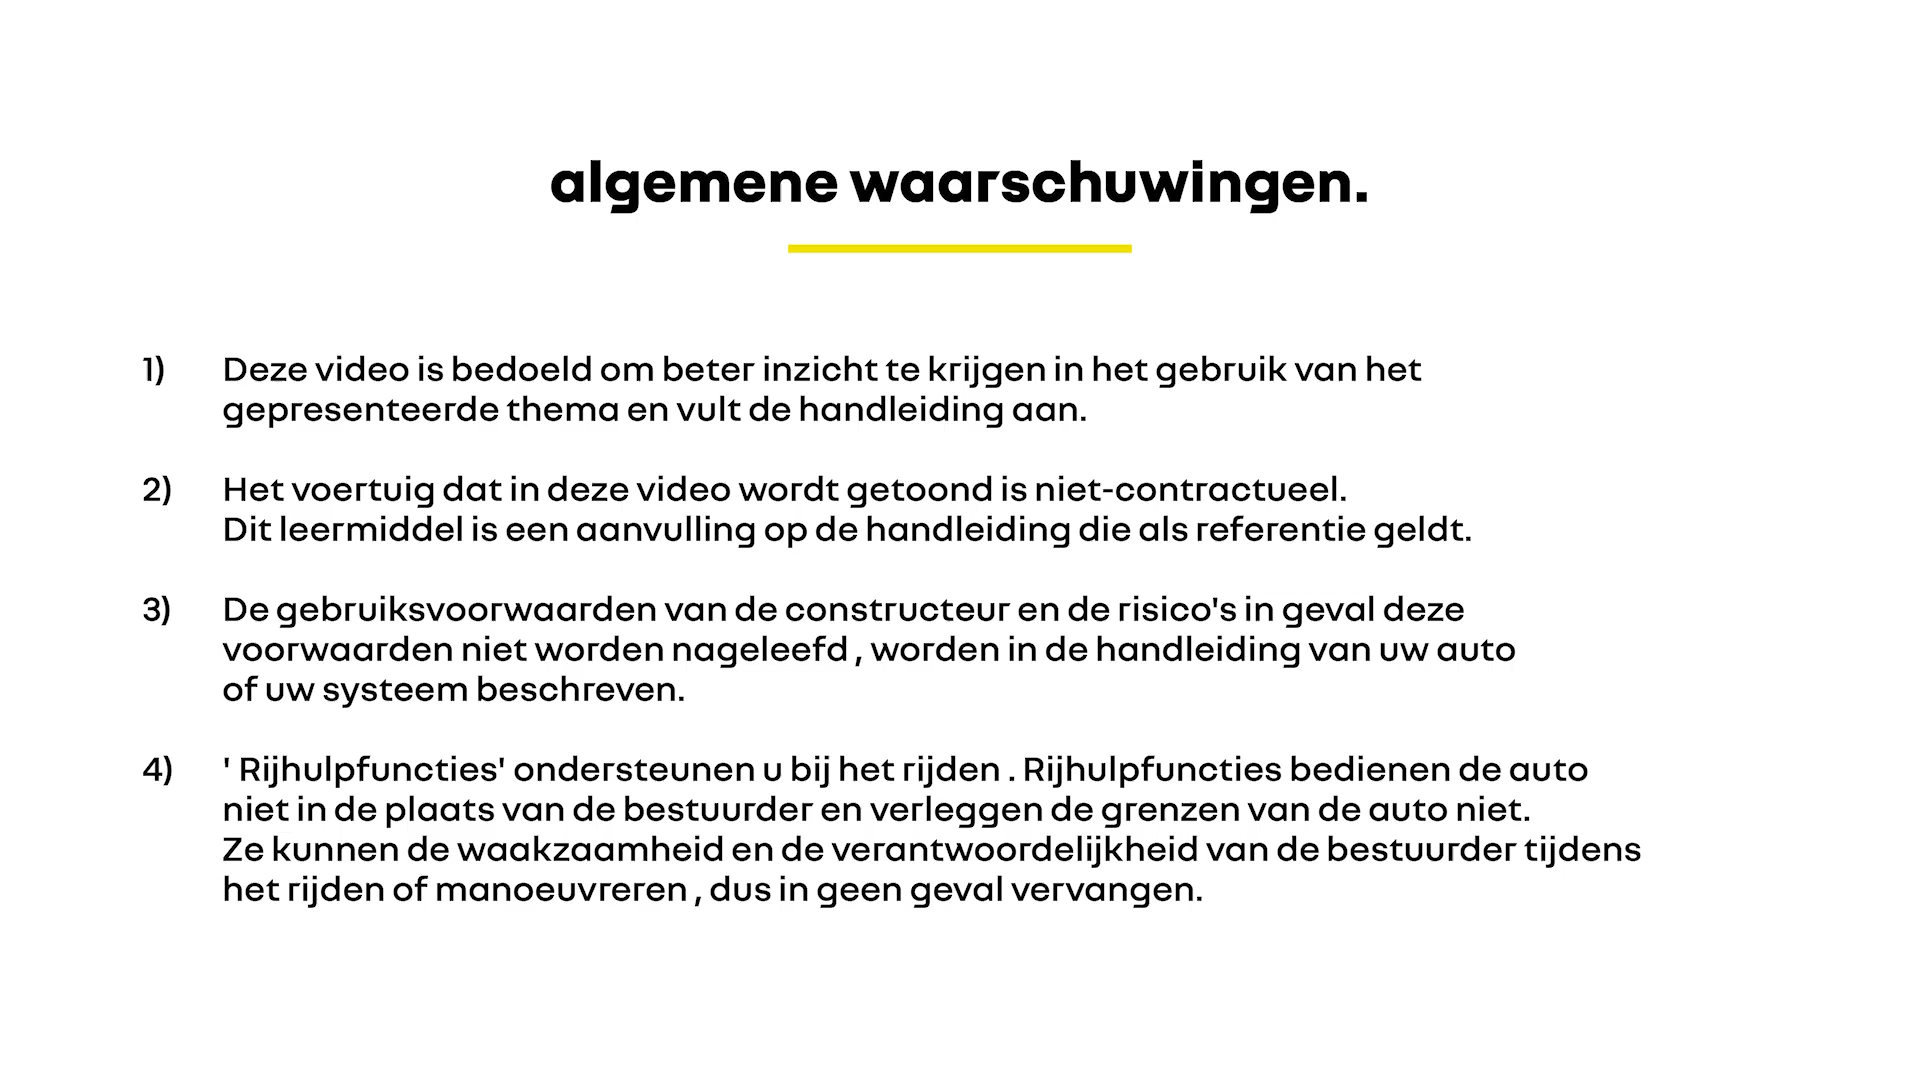 algemene waarschuwingen.
1) Deze video is bedoeld om beter inzicht te krijgen in het gebruik van het
gepresenteerde thema en vult de handleiding aan.
2) Het voertuig dat in deze video wordt getoond is niet-contractueel.
Dit leermiddel is een aanvulling op de handleiding die als referentie geldt.
3) De gebruiksvoorwaarden van de constructeur en de risico's in geval deze
voorwaarden niet worden nageleefd , worden in de handleiding van uw auto
of uw systeem beschreven.
4) ' Rijhulpfuncties' ondersteunen u bij het rijden . Rijhulpfuncties bedienen de auto
niet in de plaats van de bestuurder en verleggen de grenzen van de auto niet.
Ze kunnen de waakzaamheid en de verantwoordelijkheid van de bestuurder tijdens
het rijden of manoeuvreren , dus in geen geval vervangen.